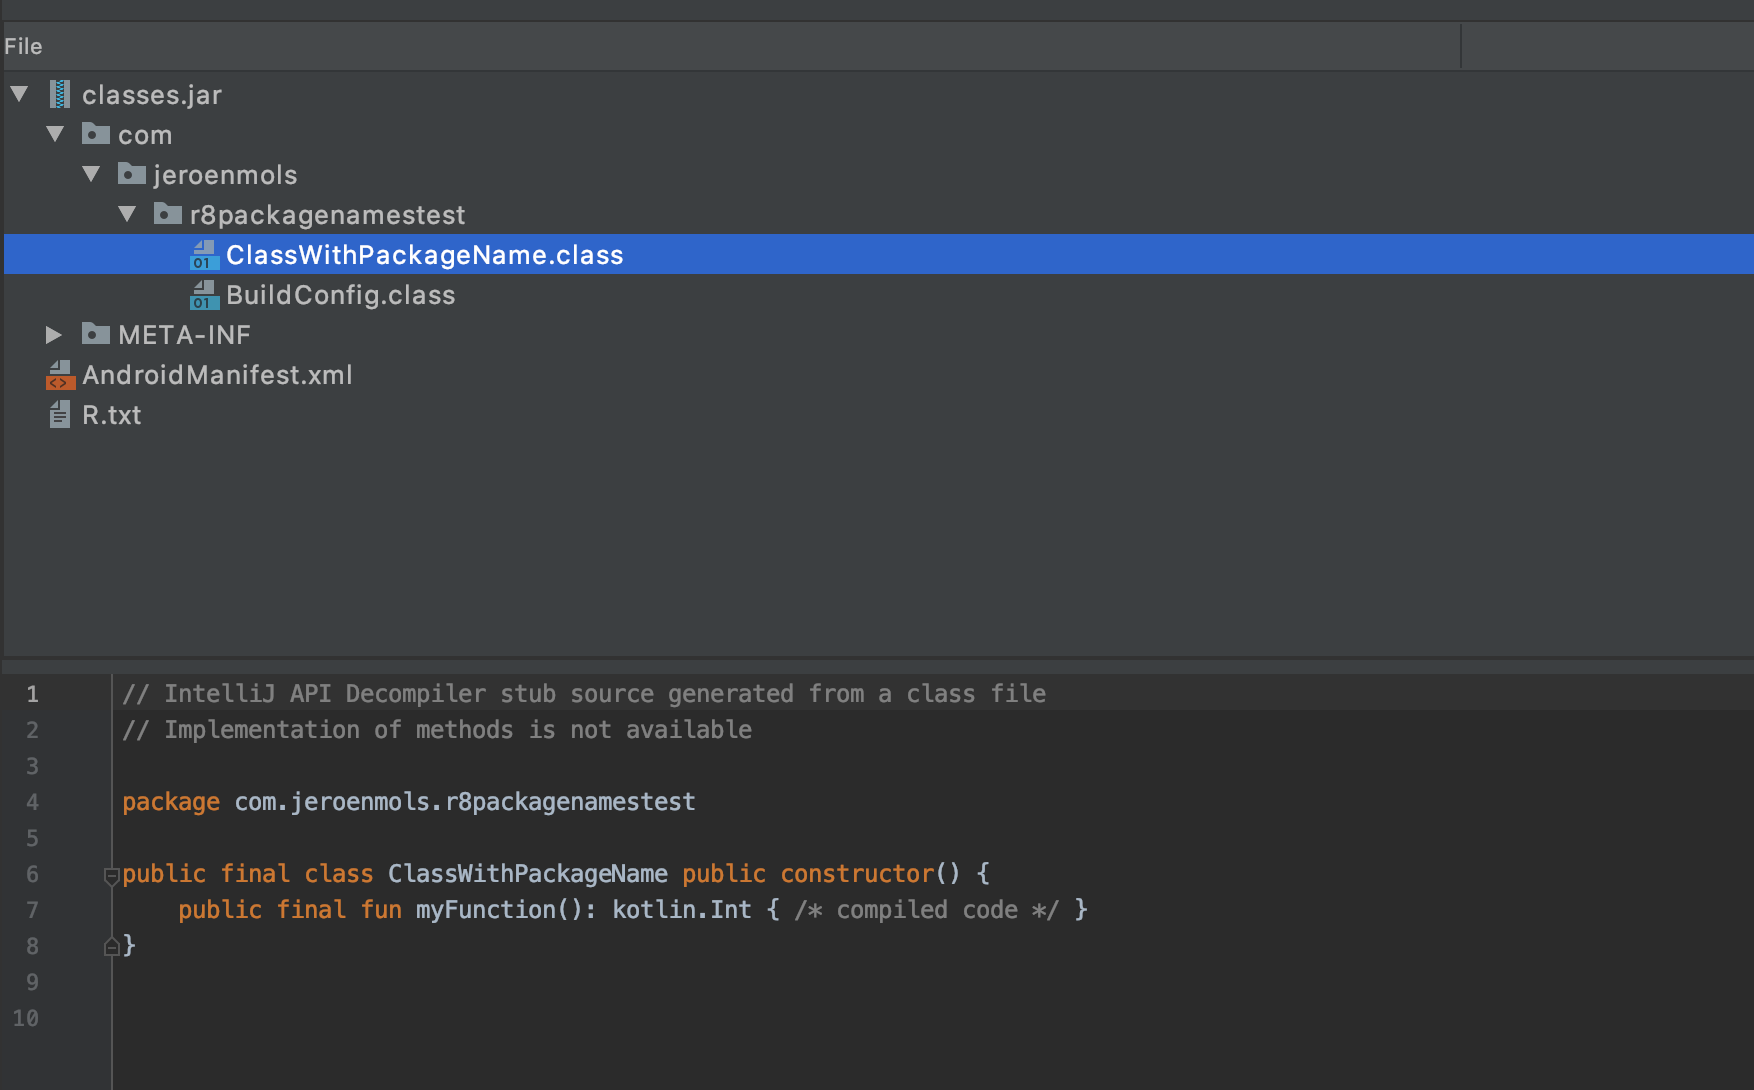 File
classes.jar
com
jeroenmols
r8packagenamestest
01 ClassWithPackageName.class
01 BuildConfig.class
META-INF
<> AndroidManifest.xml
R.txt
1 // IntelliJ API Decompiler stub source generated from a class file
2 // Implementation of methods is not available
3
4 package com.jeroenmols.r8packagenamestest
5
6 public final class ClassWithPackageName public constructor() {
7     public final fun myFunction(): kotlin.Int { /* compiled code */ }
8 }
9
10